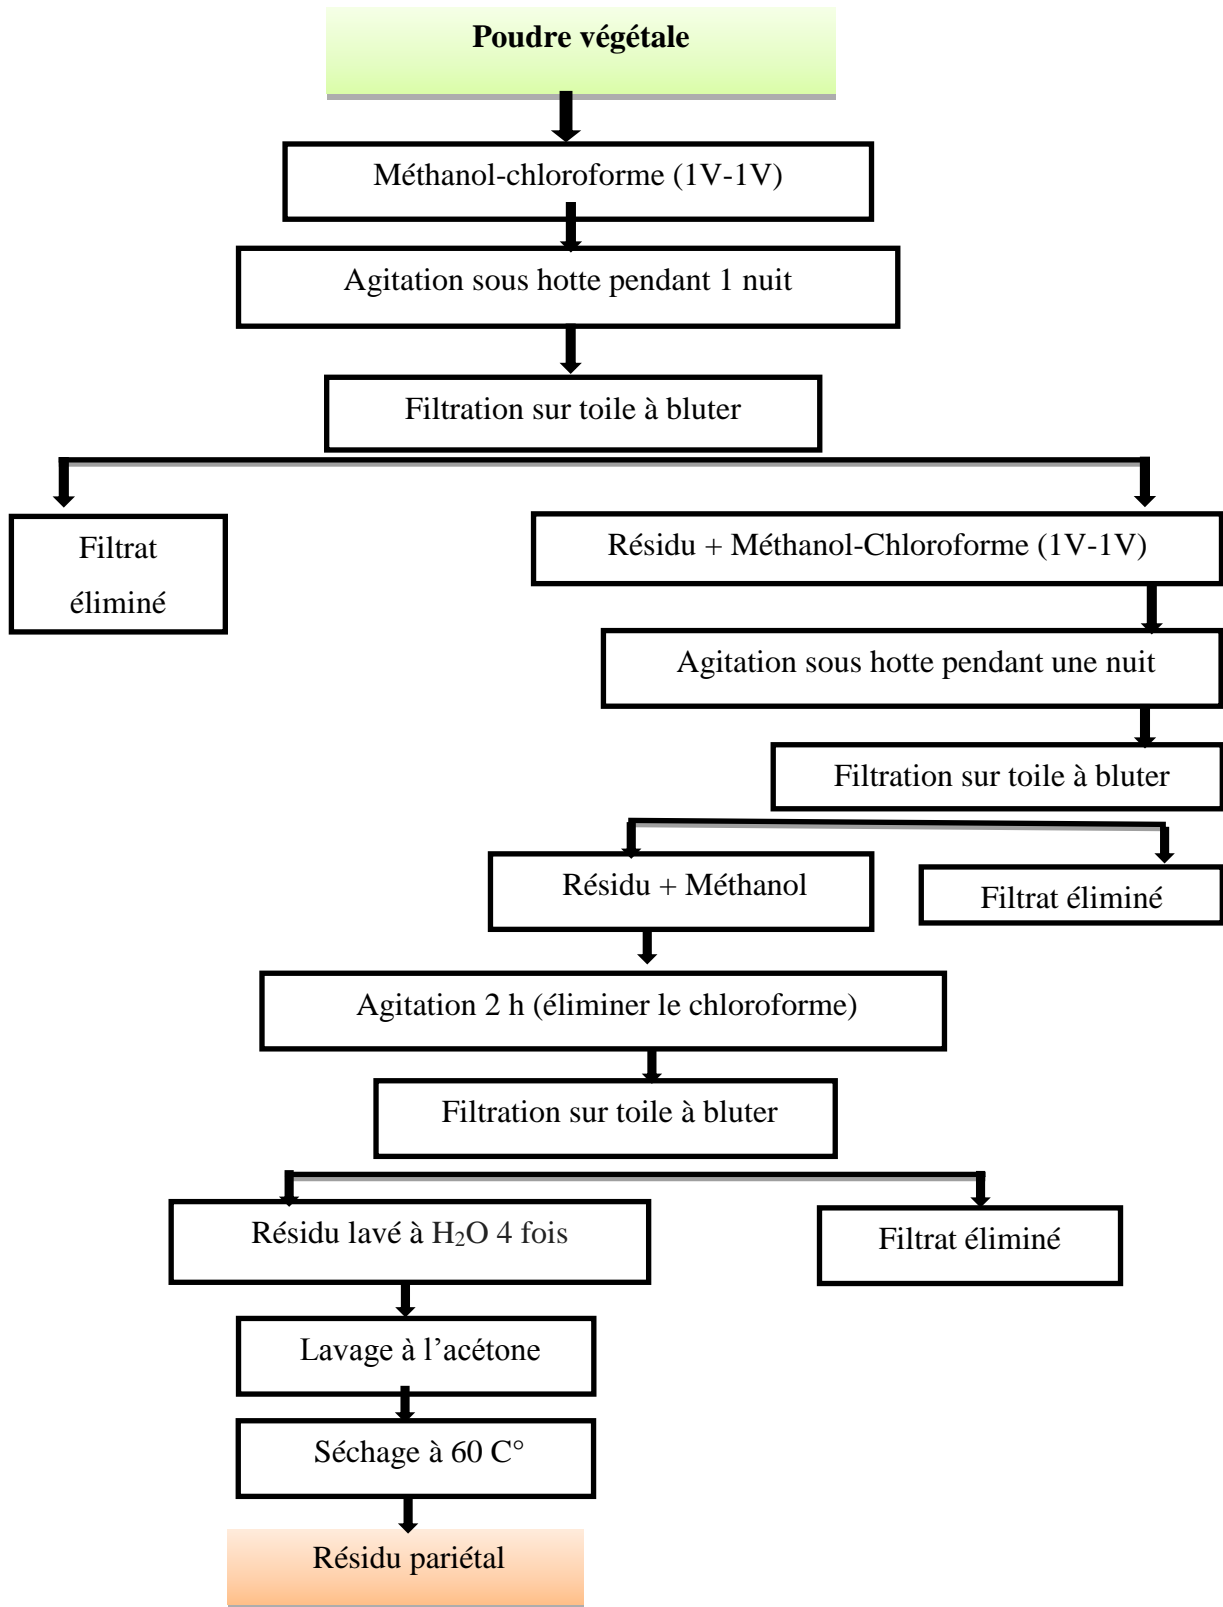 Poudre végétale
Méthanol-chloroforme (1V-1V)
Agitation sous hotte pendant 1 nuit
Filtration sur toile à bluter
Filtrat
éliminé
Résidu + Méthanol-Chloroforme (1V-1V)
Agitation sous hotte pendant une nuit
Filtration sur toile à bluter
Résidu + Méthanol
Filtrat éliminé
Agitation 2 h (éliminer le chloroforme)
Filtration sur toile à bluter
Résidu lavé à H₂O 4 fois
Filtrat éliminé
Lavage à l’acétone
Séchage à 60 C°
Résidu pariétal